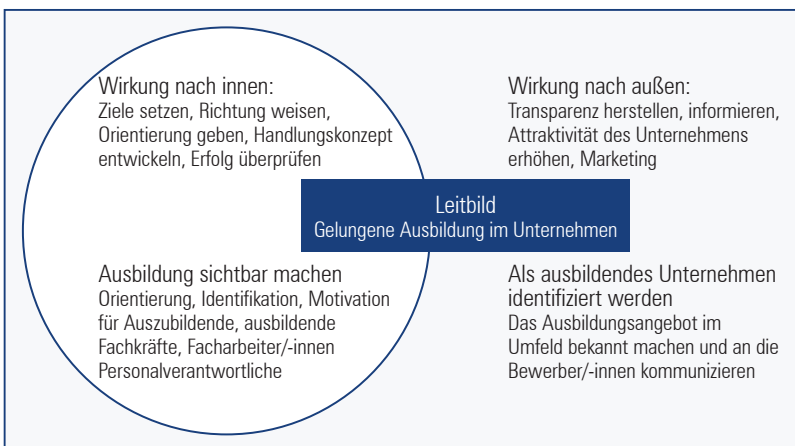 Wirkung nach innen:
Ziele setzen, Richtung weisen,
Orientierung geben, Handlungskonzept
entwickeln, Erfolg überprüfen
Wirkung nach außen:
Transparenz herstellen, informieren,
Attraktivität des Unternehmens
erhöhen, Marketing
Leitbild
Gelungene Ausbildung im Unternehmen
Ausbildung sichtbar machen
Orientierung, Identifikation, Motivation
für Auszubildende, ausbildende
Fachkräfte, Facharbeiter/-innen
Personalverantwortliche
Als ausbildendes Unternehmen
identifiziert werden
Das Ausbildungsangebot im
Umfeld bekannt machen und an die
Bewerber/-innen kommunizieren